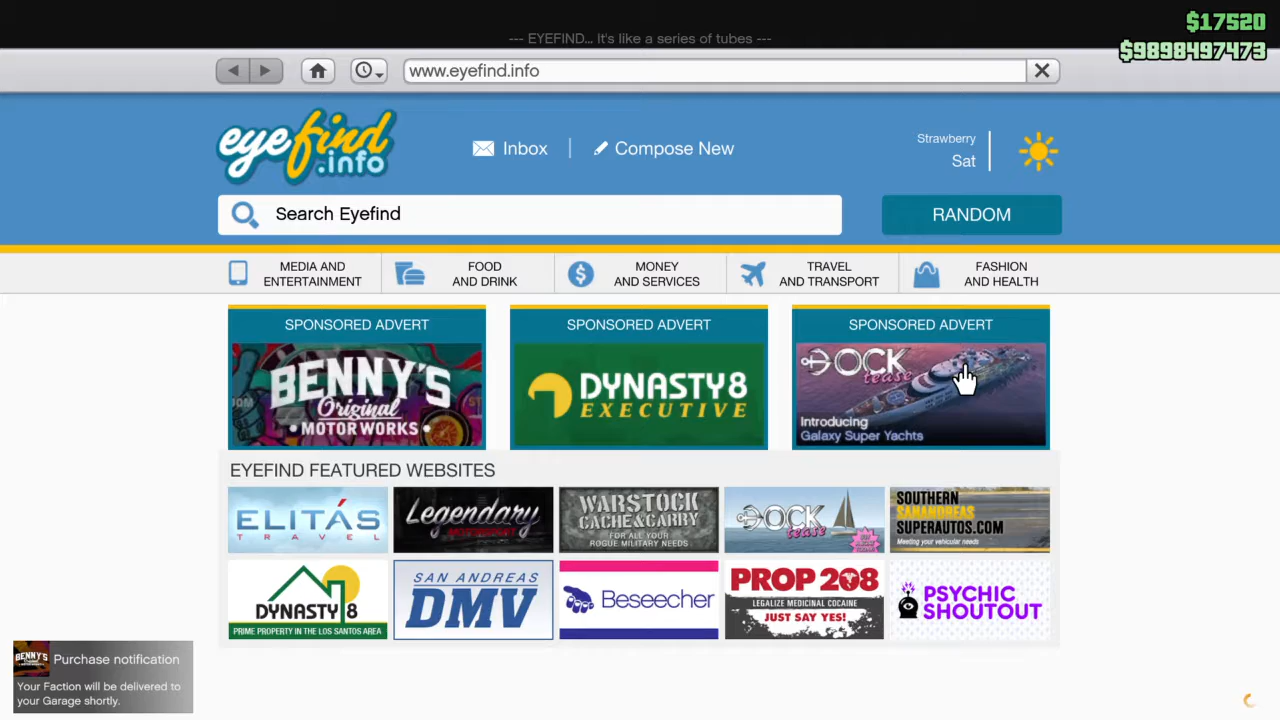 $17520
--- EYEFIND... It's like a series of tubes ---
$9898497473
www.eyefind.info
eyefind
.info
Inbox
Compose New
Strawberry
Sat
Search Eyefind
RANDOM
MEDIA AND
ENTERTAINMENT
FOOD
AND DRINK
MONEY
AND SERVICES
TRAVEL
AND TRANSPORT
FASHION
AND HEALTH
SPONSORED ADVERT
BENNY'S
Original
• MOTOR WORKS •
SPONSORED ADVERT
DYNASTY8
EXECUTIVE
SPONSORED ADVERT
DOCK
tease
Introducing
Galaxy Super Yachts
EYEFIND FEATURED WEBSITES
ELITÁS
TRAVEL
Legendary
MOTORSPORT
WARSTOCK
CACHE&CARRY
FOR ALL YOUR
ROGUE MILITARY NEEDS
DOCK
tease
SOUTHERN
SANANDREAS
SUPERAUTOS.COM
Meeting your vehicular needs
DYNASTY 8
PRIME PROPERTY IN THE LOS SANTOS AREA
SAN ANDREAS
DMV
Beseecher
PROP 208
LEGALIZE MEDICINAL COCAINE
JUST SAY YES!
PSYCHIC
SHOUTOUT
BENNY'S
Purchase notification
Your Faction will be delivered to
your Garage shortly.